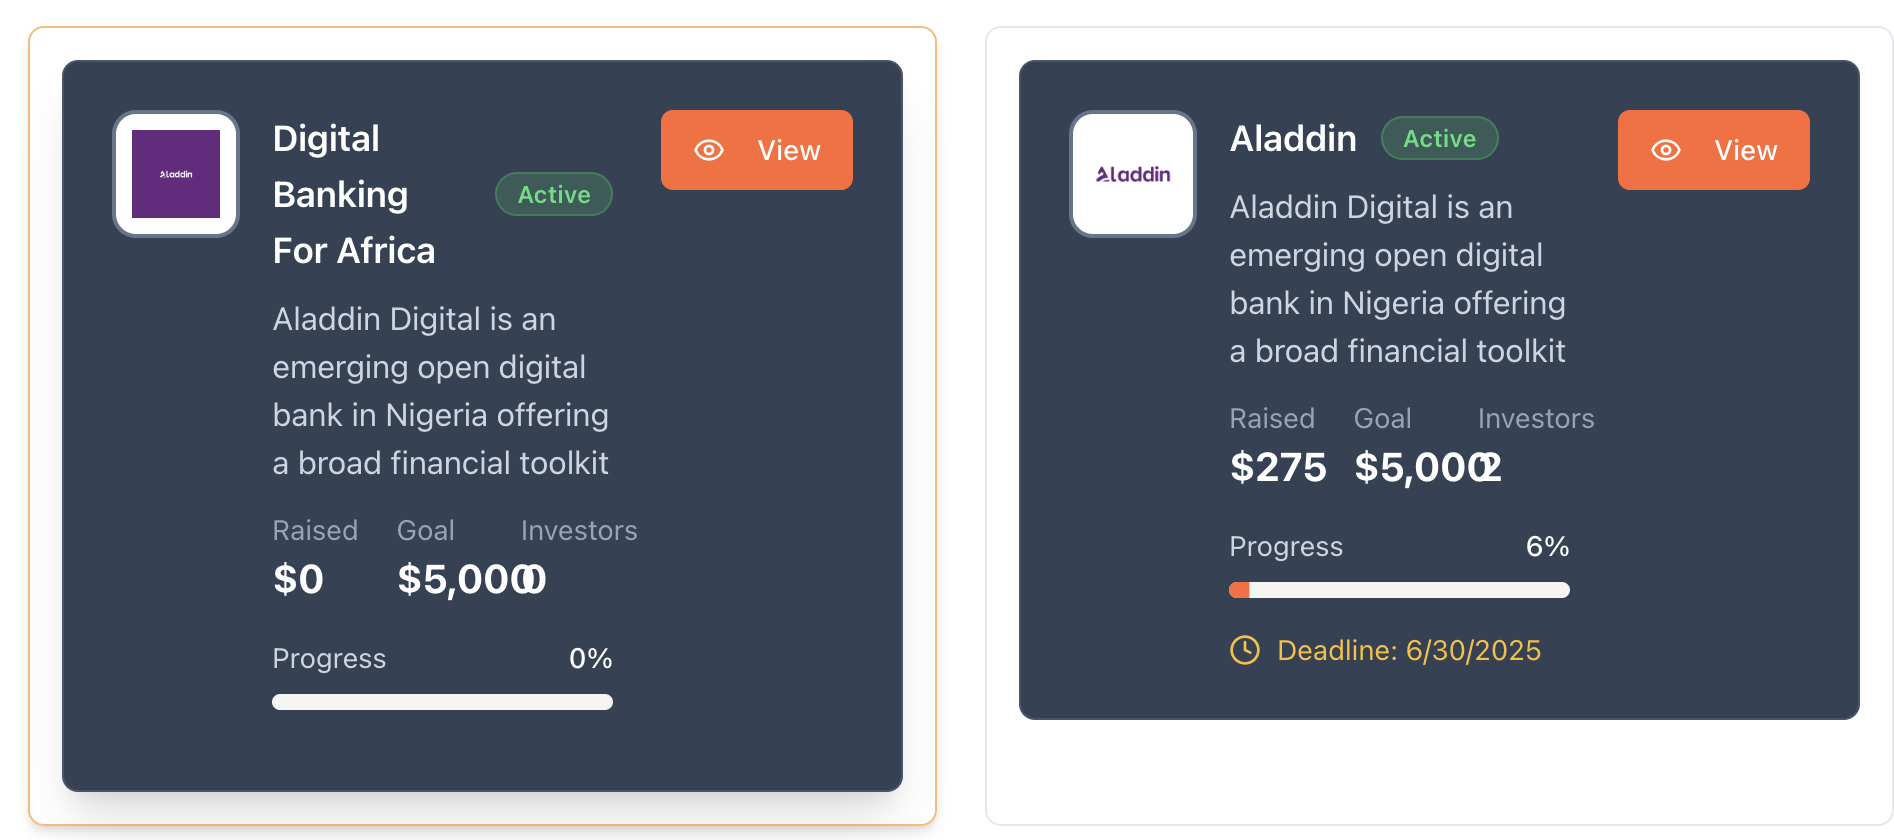 Aladdin
Digital
Banking
For Africa
Active
View
Aladdin Digital is an
emerging open digital
bank in Nigeria offering
a broad financial toolkit
Raised Goal Investors
$0 $5,000 0
Progress 0%
Aladdin
Aladdin Active
View
Aladdin Digital is an
emerging open digital
bank in Nigeria offering
a broad financial toolkit
Raised Goal Investors
$275 $5,000 2
Progress 6%
Deadline: 6/30/2025